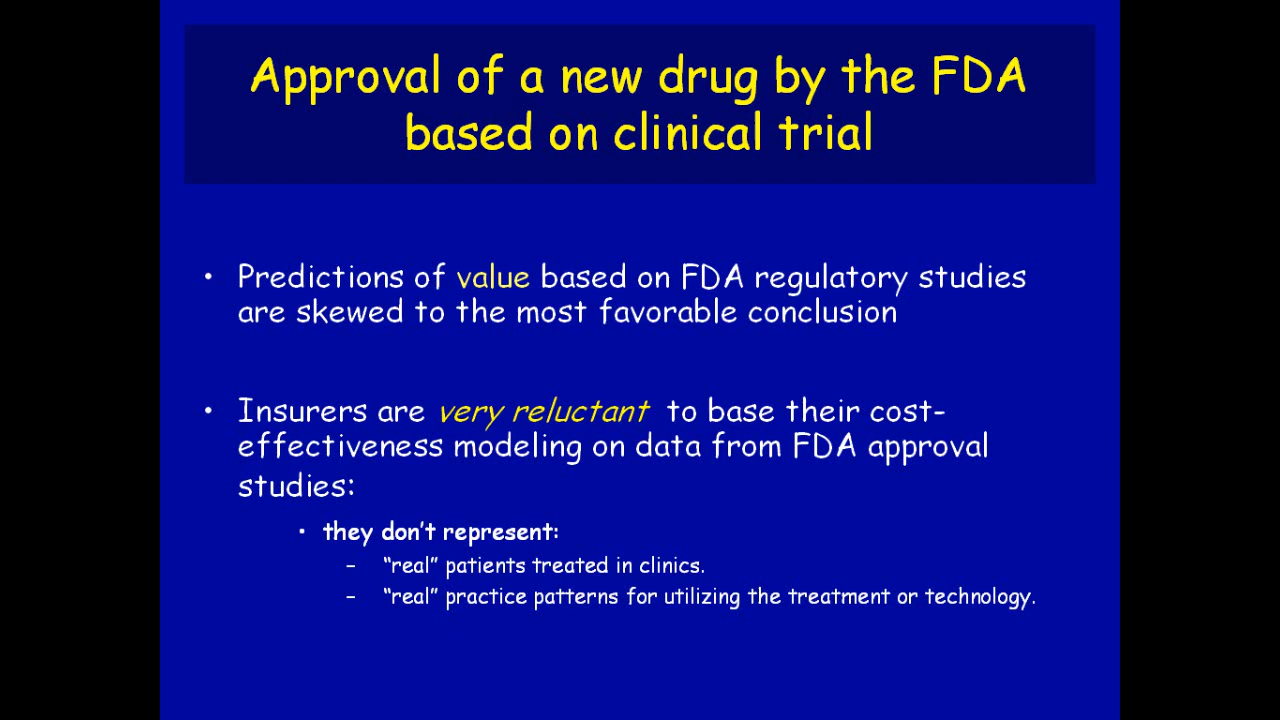 Approval of a new drug by the FDA
based on clinical trial
• Predictions of value based on FDA regulatory studies
are skewed to the most favorable conclusion
• Insurers are very reluctant to base their cost-
effectiveness modeling on data from FDA approval
studies:
• they don’t represent:
– “real” patients treated in clinics.
– “real” practice patterns for utilizing the treatment or technology.